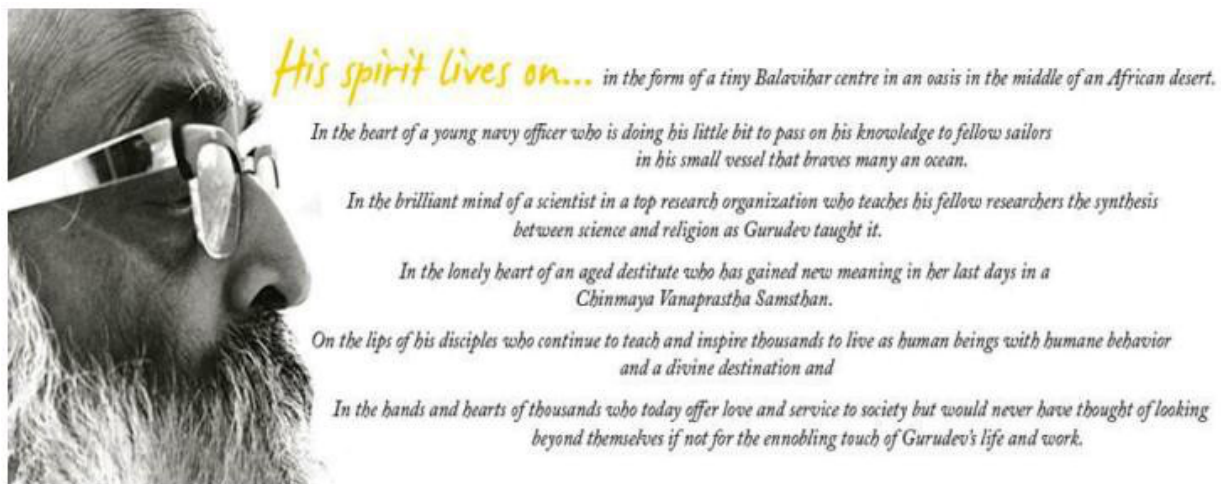 His spirit lives on... in the form of a tiny Balavihar centre in an oasis in the middle of an African desert.
In the heart of a young navy officer who is doing his little bit to pass on his knowledge to fellow sailors
in his small vessel that braves many an ocean.
In the brilliant mind of a scientist in a top research organization who teaches his fellow researchers the synthesis
between science and religion as Gurudev taught it.
In the lonely heart of an aged destitute who has gained new meaning in her last days in a
Chinmaya Vanaprastha Samsthan.
On the lips of his disciples who continue to teach and inspire thousands to live as human beings with humane behavior
and a divine destination and
In the hands and hearts of thousands who today offer love and service to society but would never have thought of looking
beyond themselves if not for the ennobling touch of Gurudev's life and work.